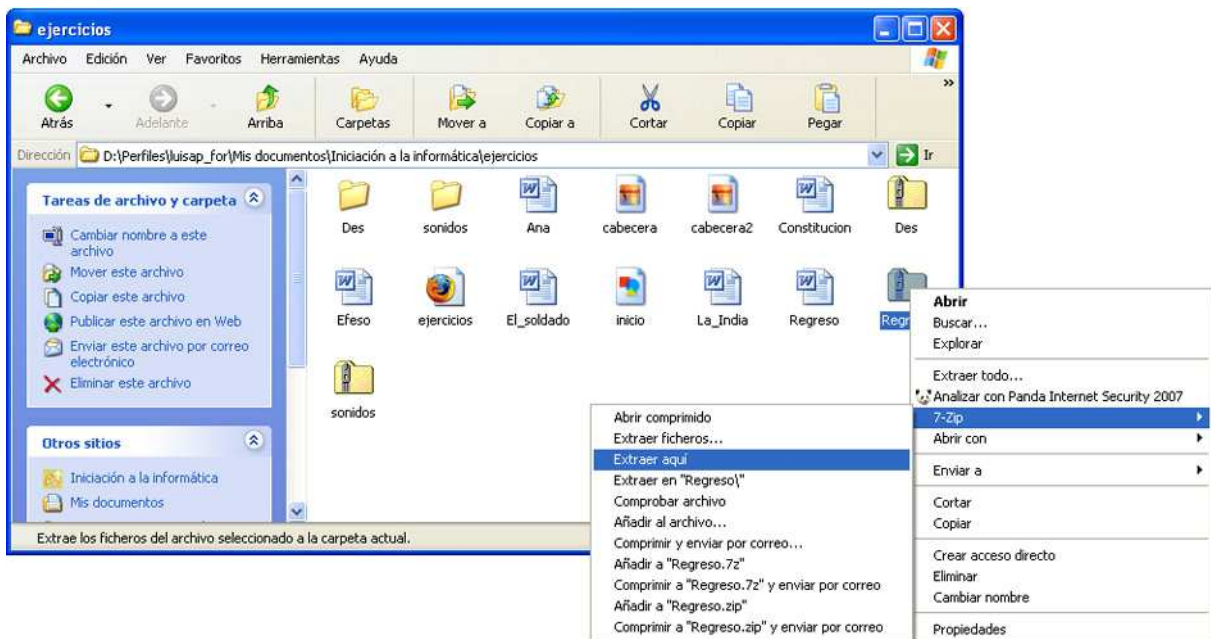 ejercicios
Archivo Edición Ver Favoritos Herramientas Ayuda
Atrás Adelante Arriba Carpetas Mover a Copiar a Cortar Copiar Pegar
Dirección D:\Perfiles\luisap_for\Mis documentos\Iniciación a la informática\ejercicios Ir
Tareas de archivo y carpeta
Cambiar nombre a este
archivo
Mover este archivo
Copiar este archivo
Publicar este archivo en Web
Enviar este archivo por correo
electrónico
Eliminar este archivo
Otros sitios
Iniciación a la informática
Mis documentos
Des sonidos Ana cabecera cabecera2 Constitucion Des
Efeso ejercicios El_soldado inicio La_India Regreso Regr
sonidos
Extrae los ficheros del archivo seleccionado a la carpeta actual.
Abrir
Buscar...
Explorar
Extraer todo...
Analizar con Panda Internet Security 2007
7-Zip
Abrir con
Enviar a
Cortar
Copiar
Crear acceso directo
Eliminar
Cambiar nombre
Propiedades
Abrir comprimido
Extraer ficheros...
Extraer aquí
Extraer en "Regreso\"
Comprobar archivo
Añadir al archivo...
Comprimir y enviar por correo...
Añadir a "Regreso.7z"
Comprimir a "Regreso.7z" y enviar por correo
Añadir a "Regreso.zip"
Comprimir a "Regreso.zip" y enviar por correo